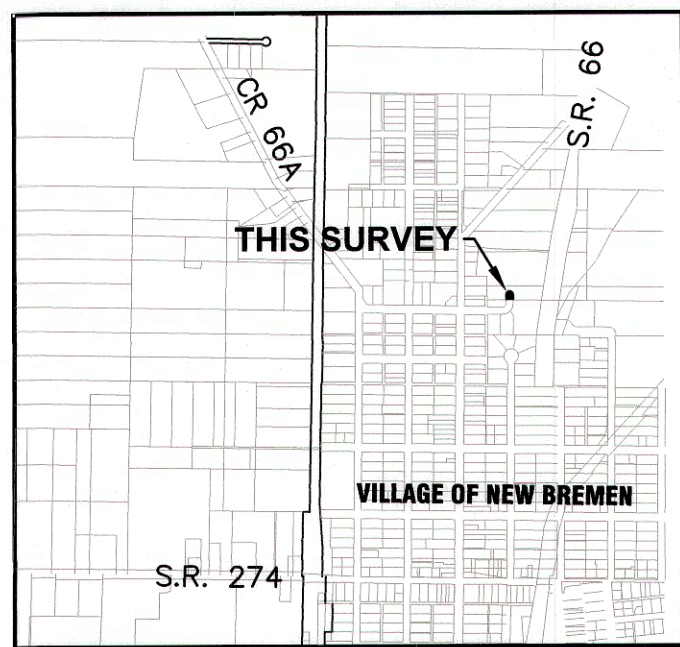 S.R. 66
CR 66A
THIS SURVEY
VILLAGE OF NEW BREMEN
S.R. 274